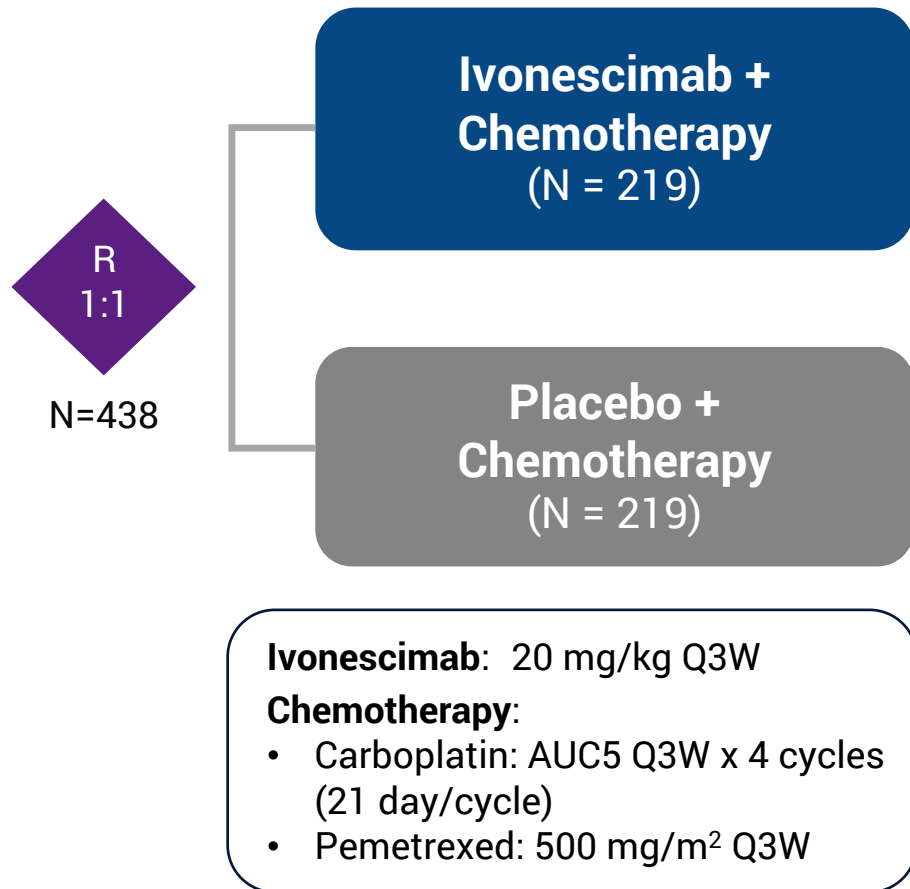 Ivonescimab +
Chemotherapy
(N = 219)
R
1:1
N=438
Placebo +
Chemotherapy
(N = 219)
Ivonescimab:  20 mg/kg Q3W
Chemotherapy:
• Carboplatin: AUC5 Q3W x 4 cycles
(21 day/cycle)
• Pemetrexed: 500 mg/m² Q3W